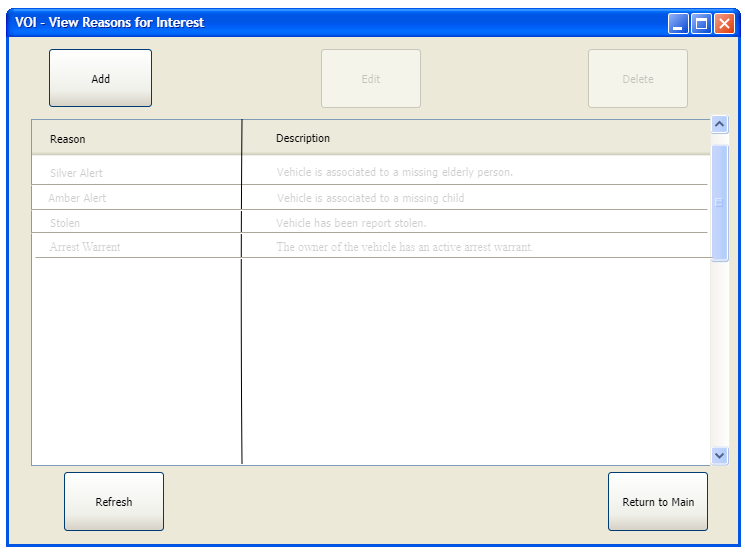 VOI - View Reasons for Interest
Add Edit Delete
Reason Description
Silver Alert Vehicle is associated to a missing elderly person.
Amber Alert Vehicle is associated to a missing child
Stolen Vehicle has been report stolen.
Arrest Warrent The owner of the vehicle has an active arrest warrant.
Refresh Return to Main